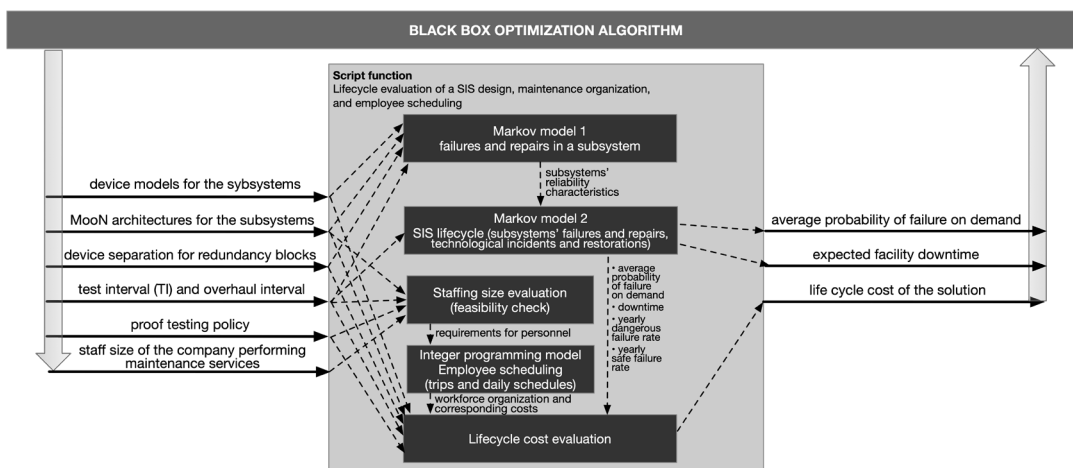 BLACK BOX OPTIMIZATION ALGORITHM
Script function
Lifecycle evaluation of a SIS design, maintenance organization,
and employee scheduling
Markov model 1
failures and repairs in a subsystem
subsystems'
reliability
characteristics
device models for the sybsystems
MooN architectures for the subsystems
device separation for redundancy blocks
test interval (TI) and overhaul interval
proof testing policy
staff size of the company performing
maintenance services
Markov model 2
SIS lifecycle (subsystems' failures and repairs,
technological incidents and restorations)
• average
probability
of failure
on demand
• downtime
• yearly
dangerous
failure rate
• yearly
safe failure
rate
Staffing size evaluation
(feasibility check)
requirements for personnel
Integer programming model
Employee scheduling
(trips and daily schedules)
workforce organization and
corresponding costs
Lifecycle cost evaluation
average probability of failure on demand
expected facility downtime
life cycle cost of the solution